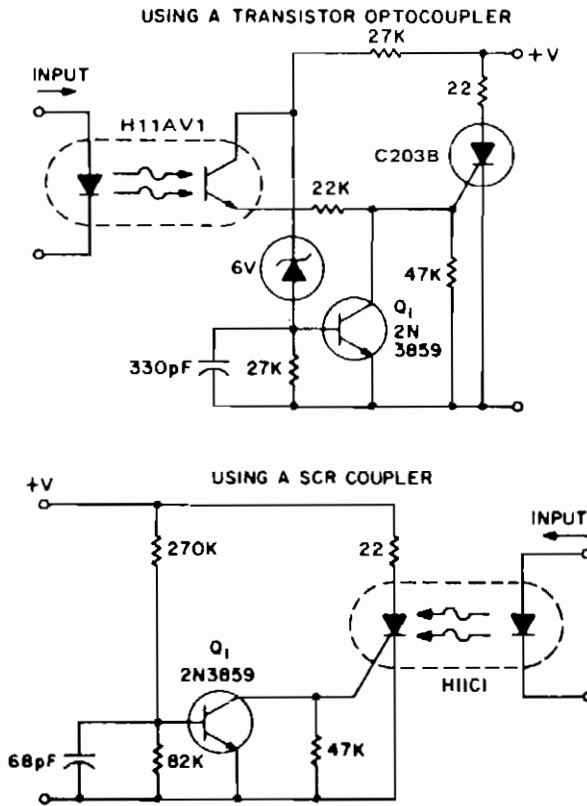 USING A TRANSISTOR OPTOCOUPLER
27K
+V
INPUT
22
H11AV1
C203B
22K
6V
47K
Q1
2N
3859
330pF
27K
USING A SCR COUPLER
+V
INPUT
270K
22
Q1
2N3859
H11C1
68pF
82K
47K